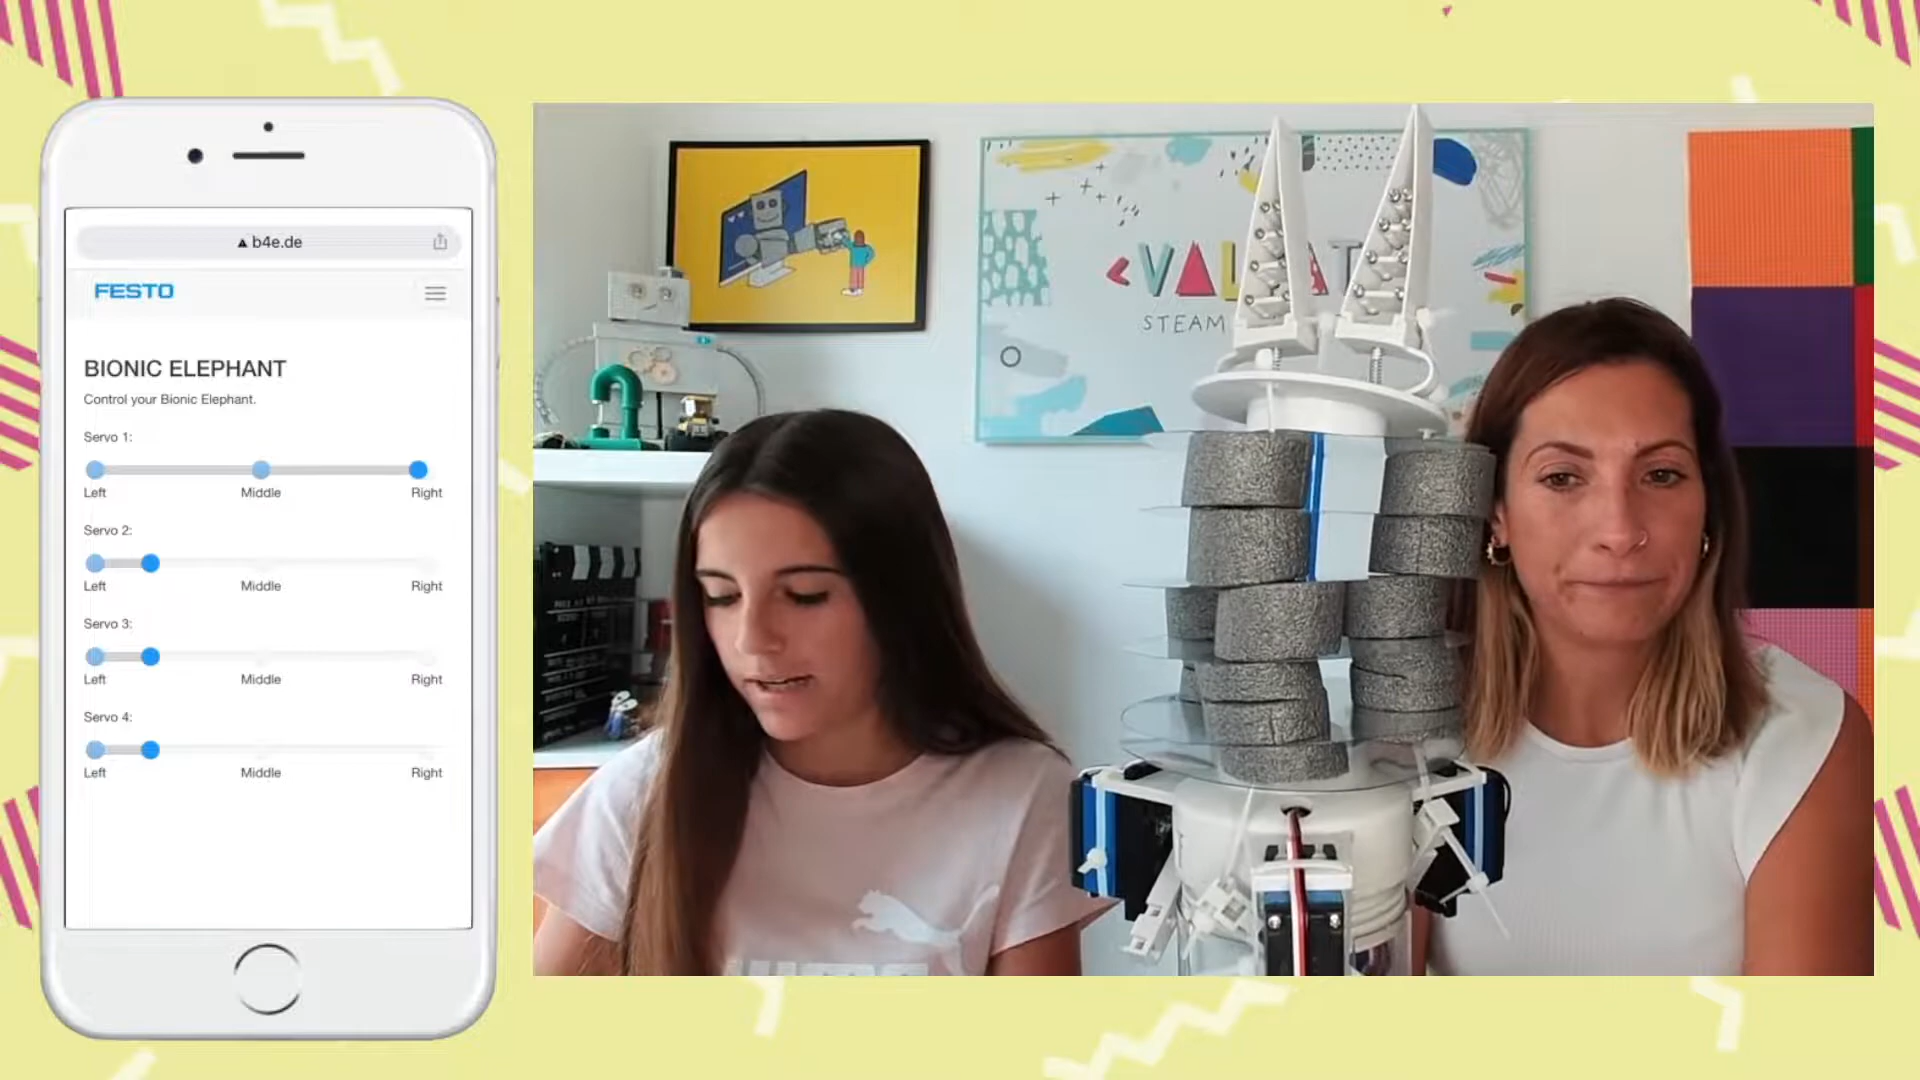 b4e.de
FESTO
BIONIC ELEPHANT
Control your Bionic Elephant.
Servo 1:
Left Middle Right
Servo 2:
Left Middle Right
Servo 3:
Left Middle Right
Servo 4:
Left Middle Right
STEAM